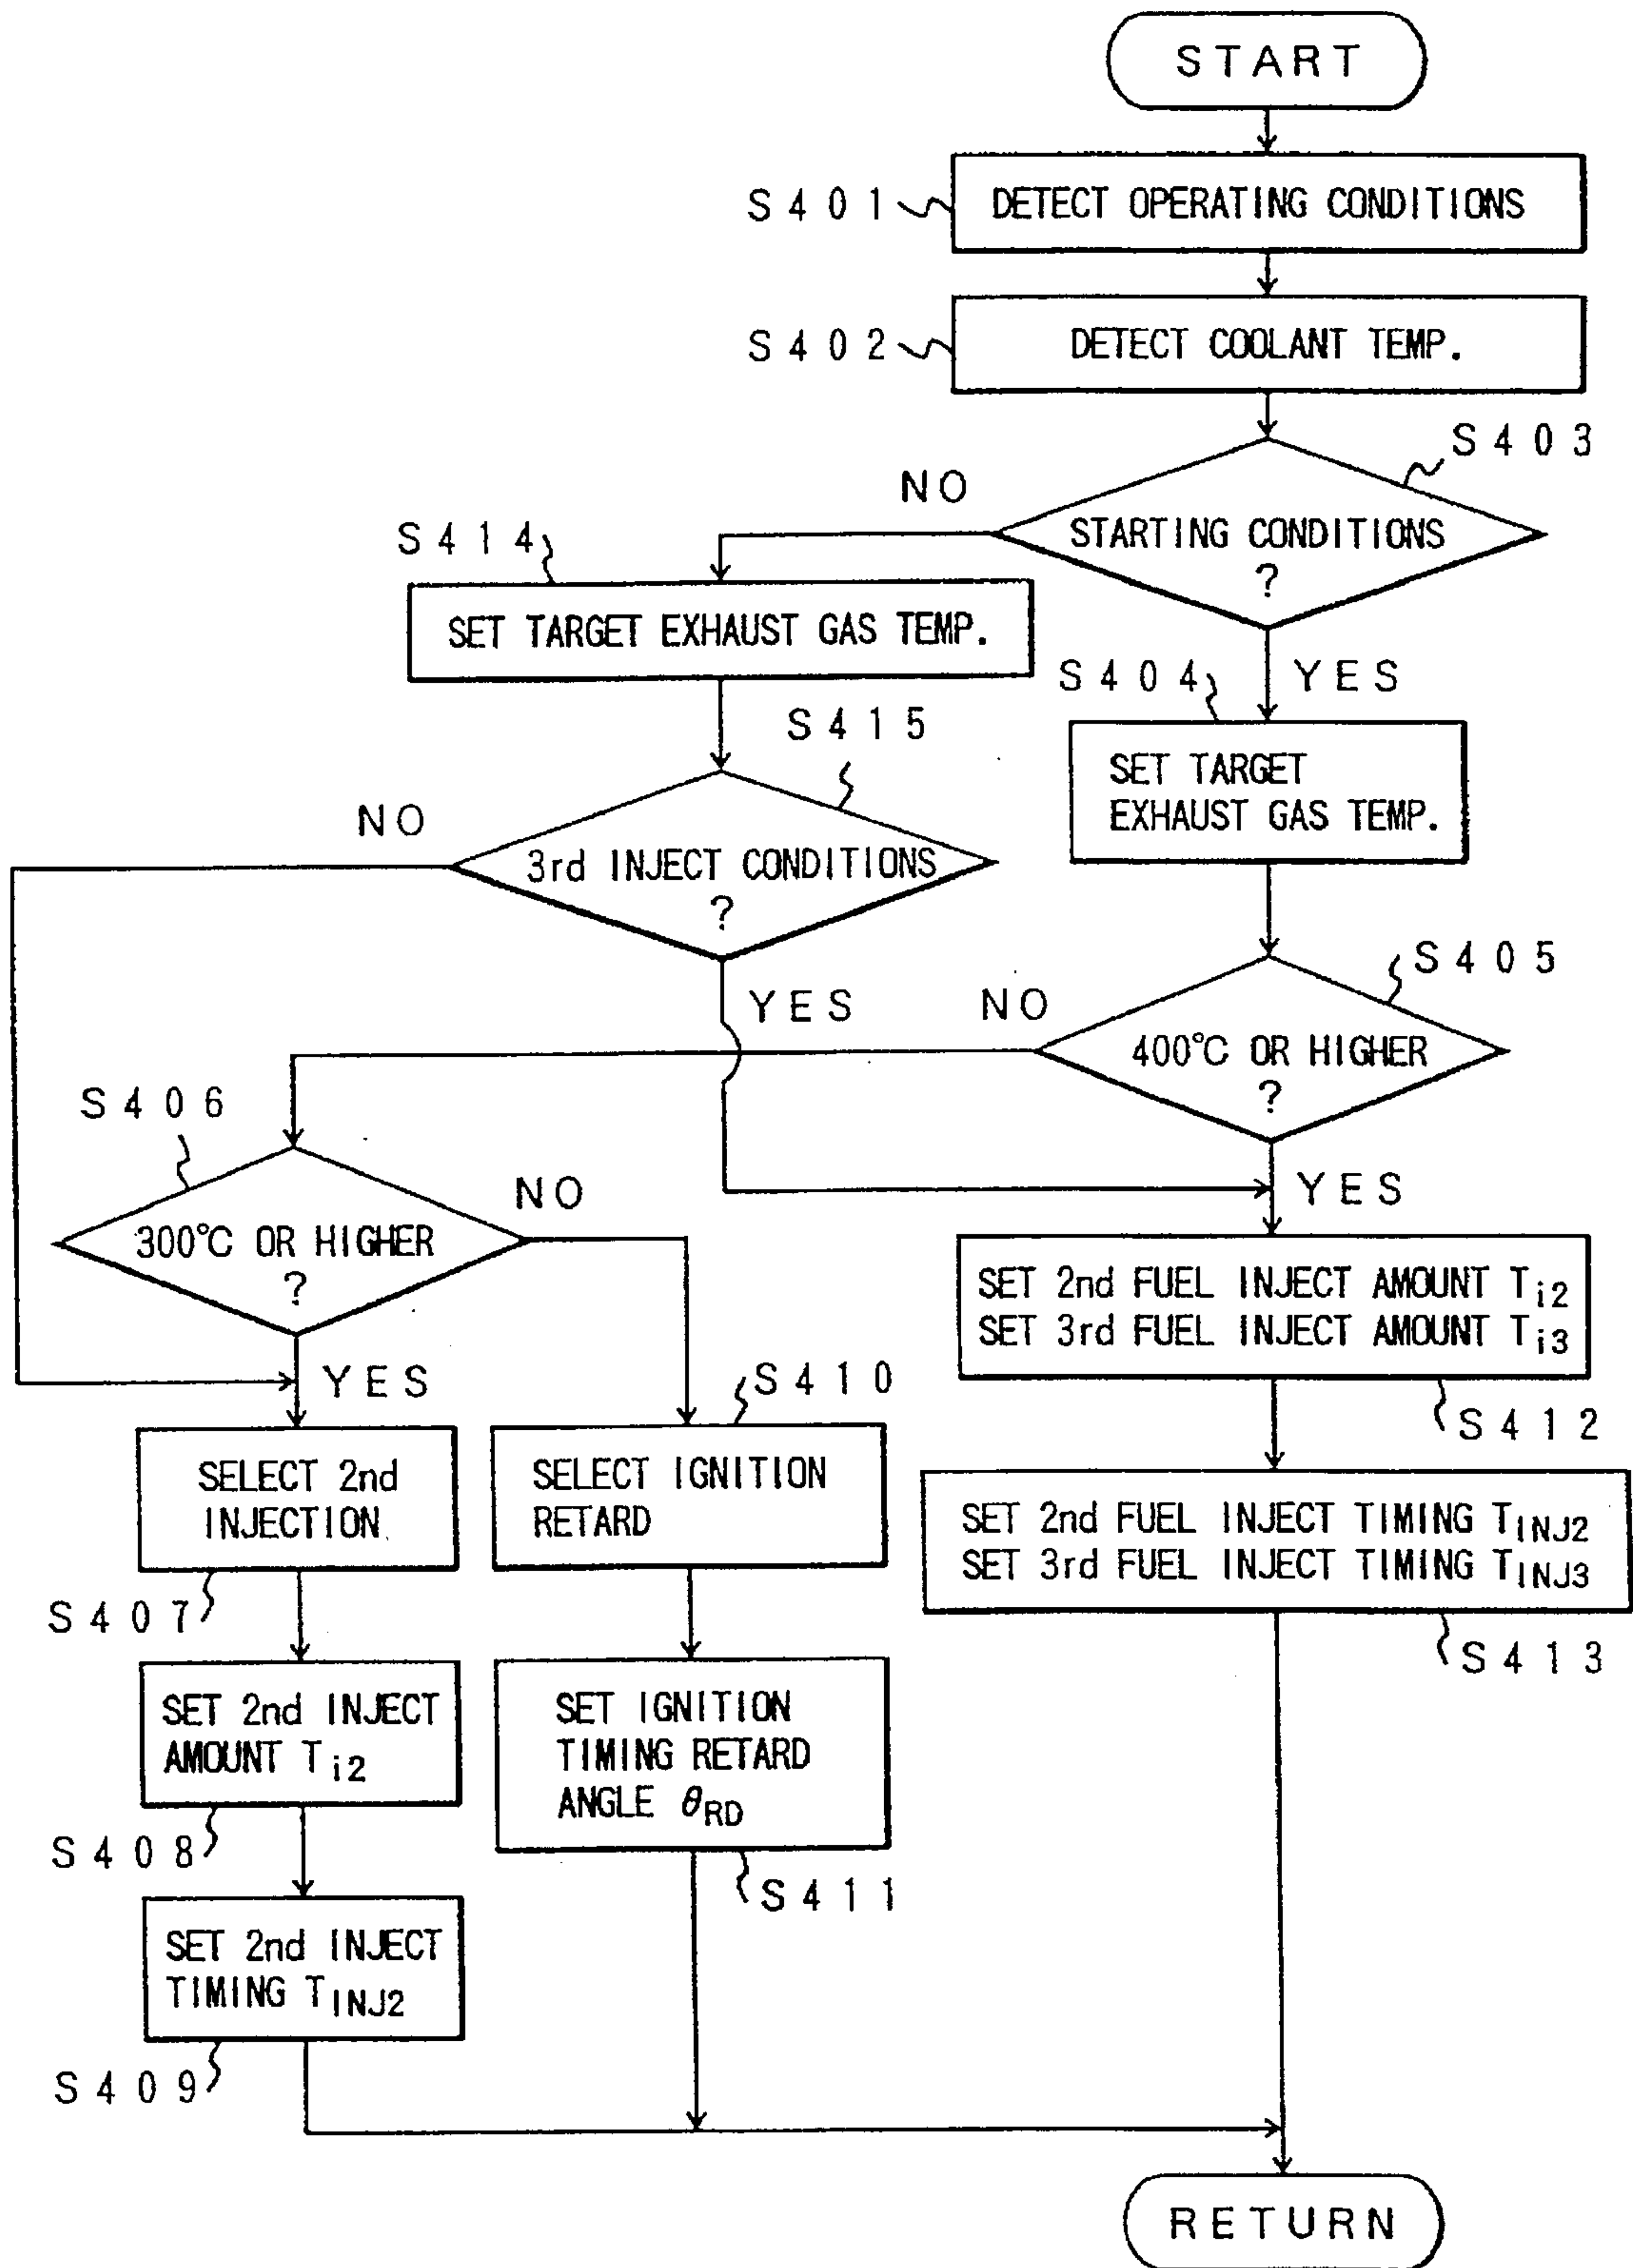 START
S401
DETECT OPERATING CONDITIONS
S402
DETECT COOLANT TEMP.
S403
NO
STARTING CONDITIONS
?
S414
SET TARGET EXHAUST GAS TEMP.
YES
S404
SET TARGET
EXHAUST GAS TEMP.
S415
NO
3rd INJECT CONDITIONS
?
YES
S405
NO
400°C OR HIGHER
?
YES
S406
NO
300°C OR HIGHER
?
YES
SET 2nd FUEL INJECT AMOUNT Ti2
SET 3rd FUEL INJECT AMOUNT Ti3
S412
S410
SELECT 2nd
INJECTION
S407
SELECT IGNITION
RETARD
SET 2nd FUEL INJECT TIMING TINJ2
SET 3rd FUEL INJECT TIMING TINJ3
S413
SET 2nd INJECT
AMOUNT Ti2
S408
SET IGNITION
TIMING RETARD
ANGLE θRD
S411
SET 2nd INJECT
TIMING TINJ2
S409
RETURN